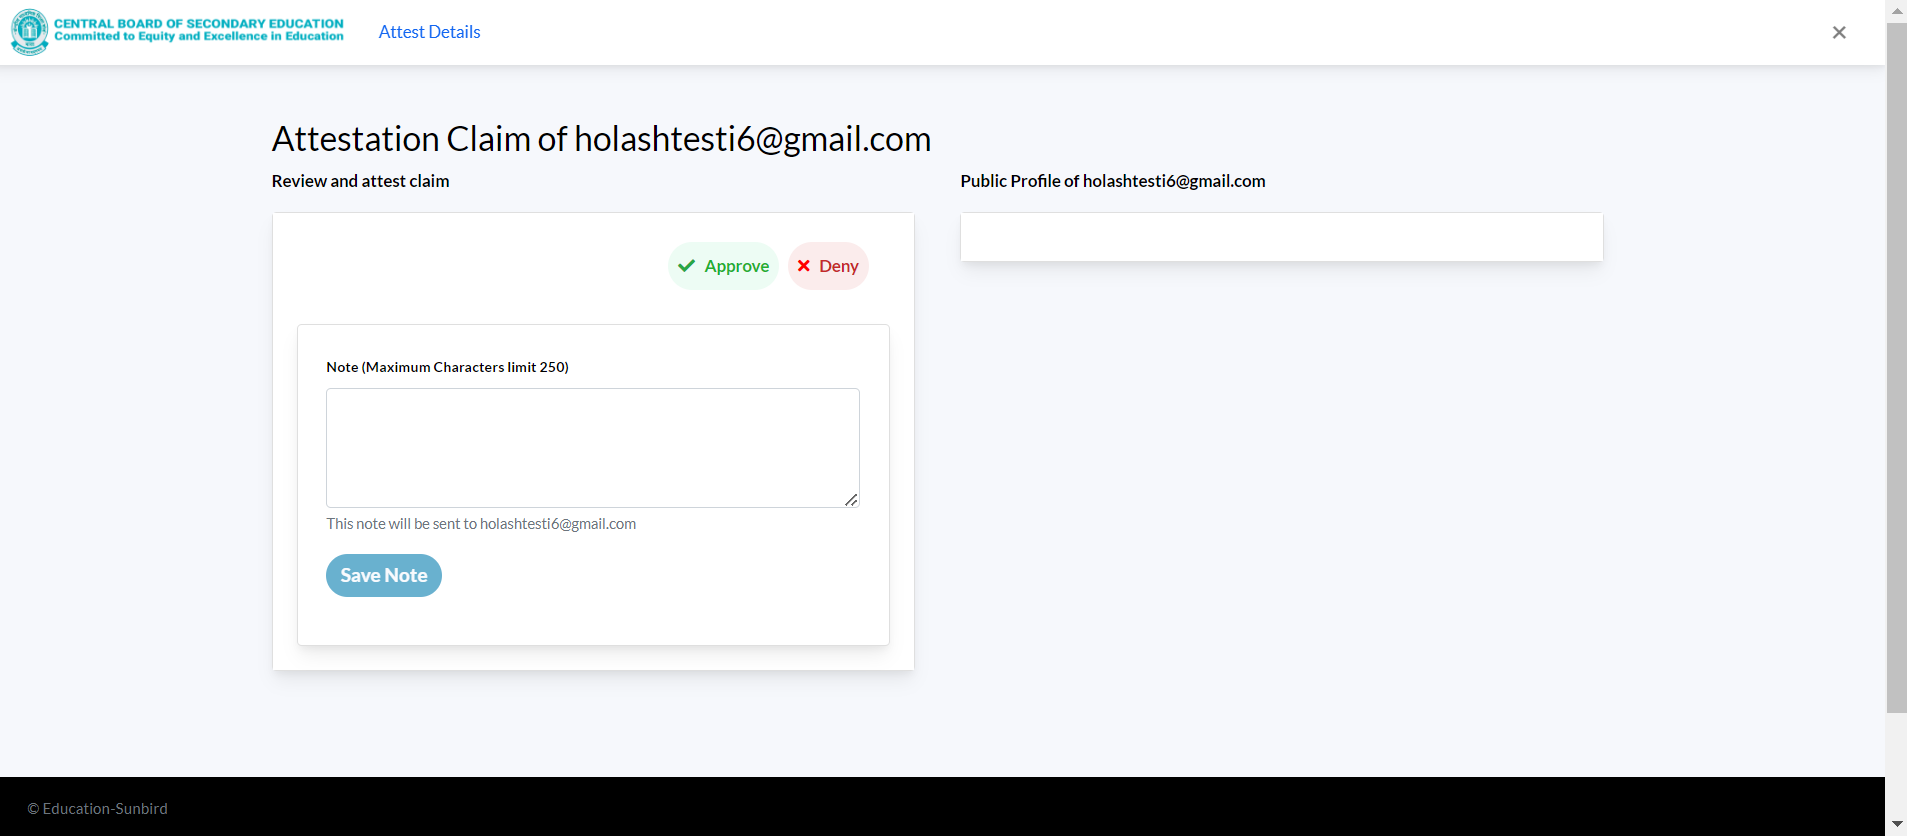 CENTRAL BOARD OF SECONDARY EDUCATION
Committed to Equity and Excellence in Education
Attest Details
Attestation Claim of holashtesti6@gmail.com
Review and attest claim
Public Profile of holashtesti6@gmail.com
Approve
Deny
Note (Maximum Characters limit 250)
This note will be sent to holashtesti6@gmail.com
Save Note
© Education-Sunbird